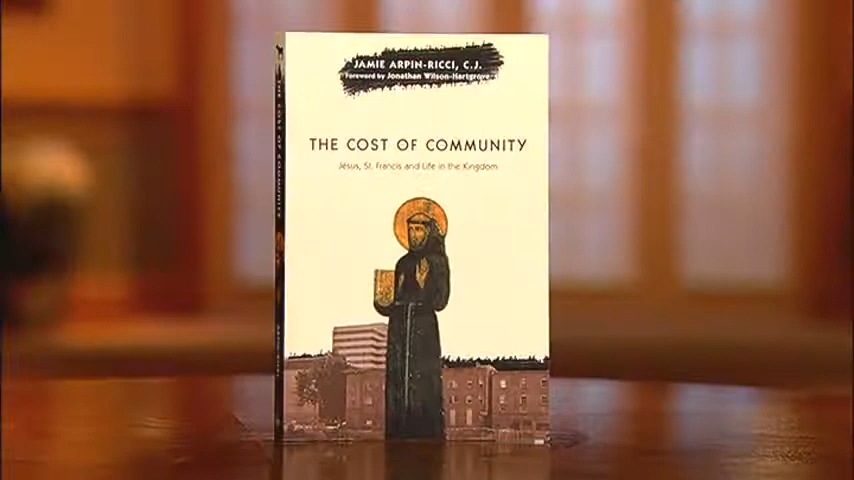 JAMIE ARPIN-RICCI, C.J.
Foreword by Jonathan Wilson-Hartgrove
THE COST OF COMMUNITY
Jesus, St. Francis and Life in the Kingdom
THE COST OF COMMUNITY